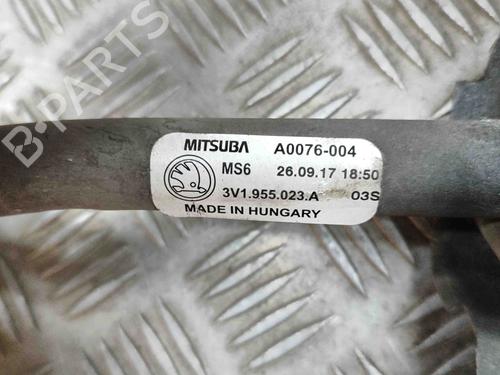 MITSUBA A0076-004
MS6 26.09.17 18:50
3V1.955.023.A 03S
MADE IN HUNGARY
B-PARTS